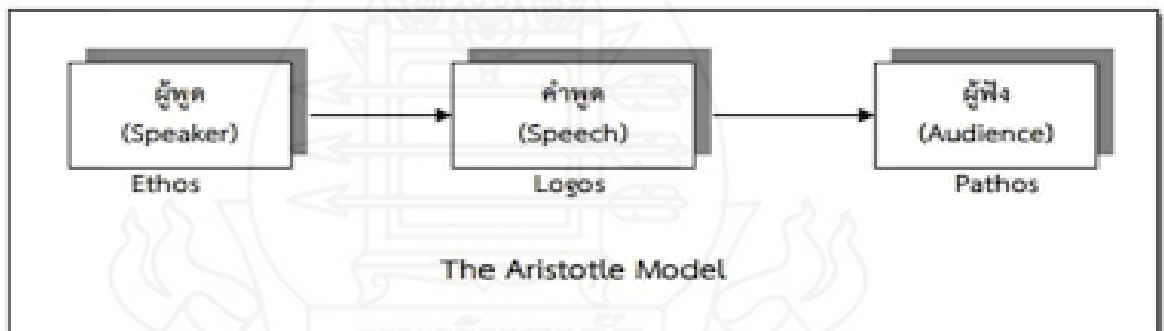 ผู้พูด
(Speaker)
Ethos
คำพูด
(Speech)
Logos
ผู้ฟัง
(Audience)
Pathos
The Aristotle Model